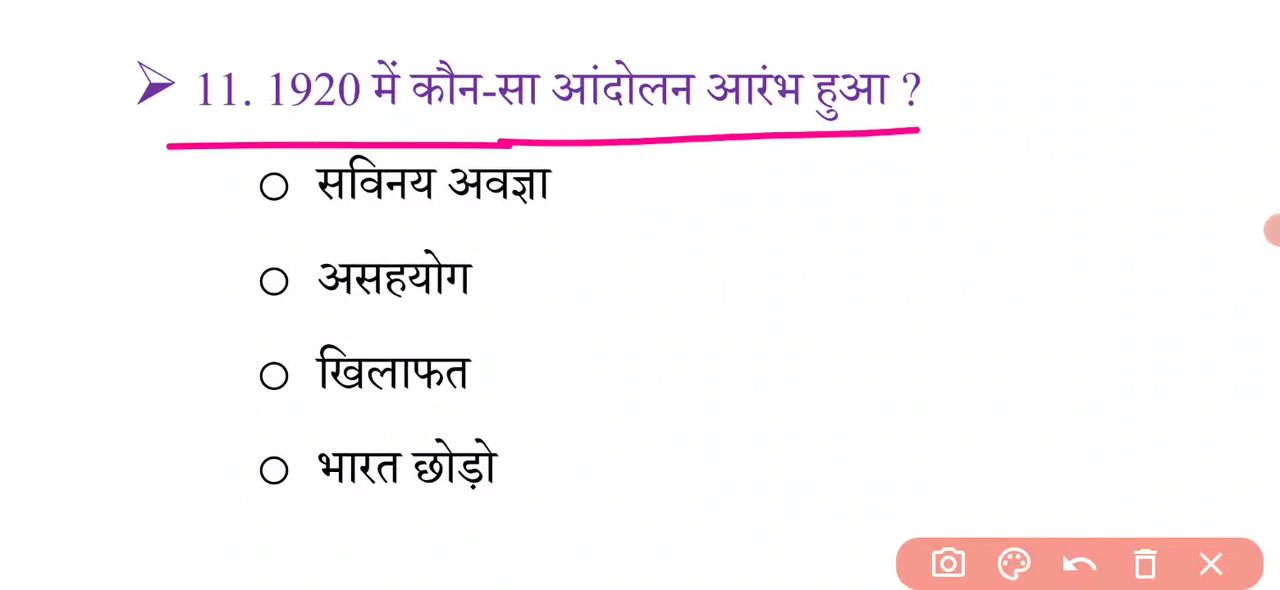 ➢ 11. 1920 में कौन-सा आंदोलन आरंभ हुआ ?
○ सविनय अवज्ञा
○ असहयोग
○ खिलाफत
○ भारत छोड़ो